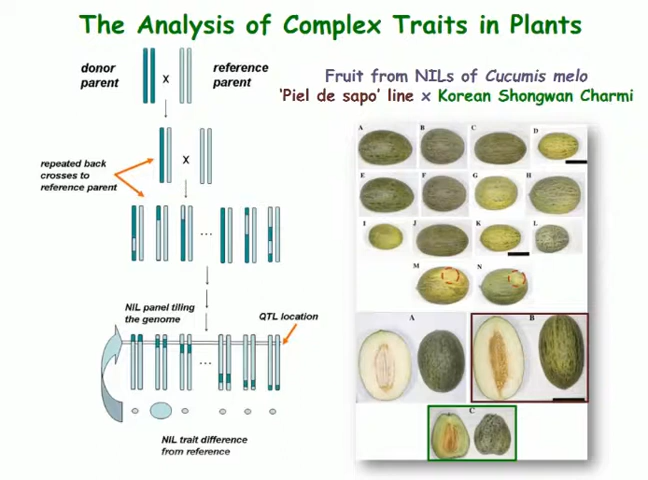 The Analysis of Complex Traits in Plants
donor
parent
x
reference
parent
Fruit from NILs of Cucumis melo
'Piel de sapo' line x Korean Shongwan Charmi
repeated back
crosses to
reference parent
x
...
NiL panel tiling
the genome
QTL location
...
NiL trait difference
from reference
A B C D
E F G H
I J K L
M N
A B
C